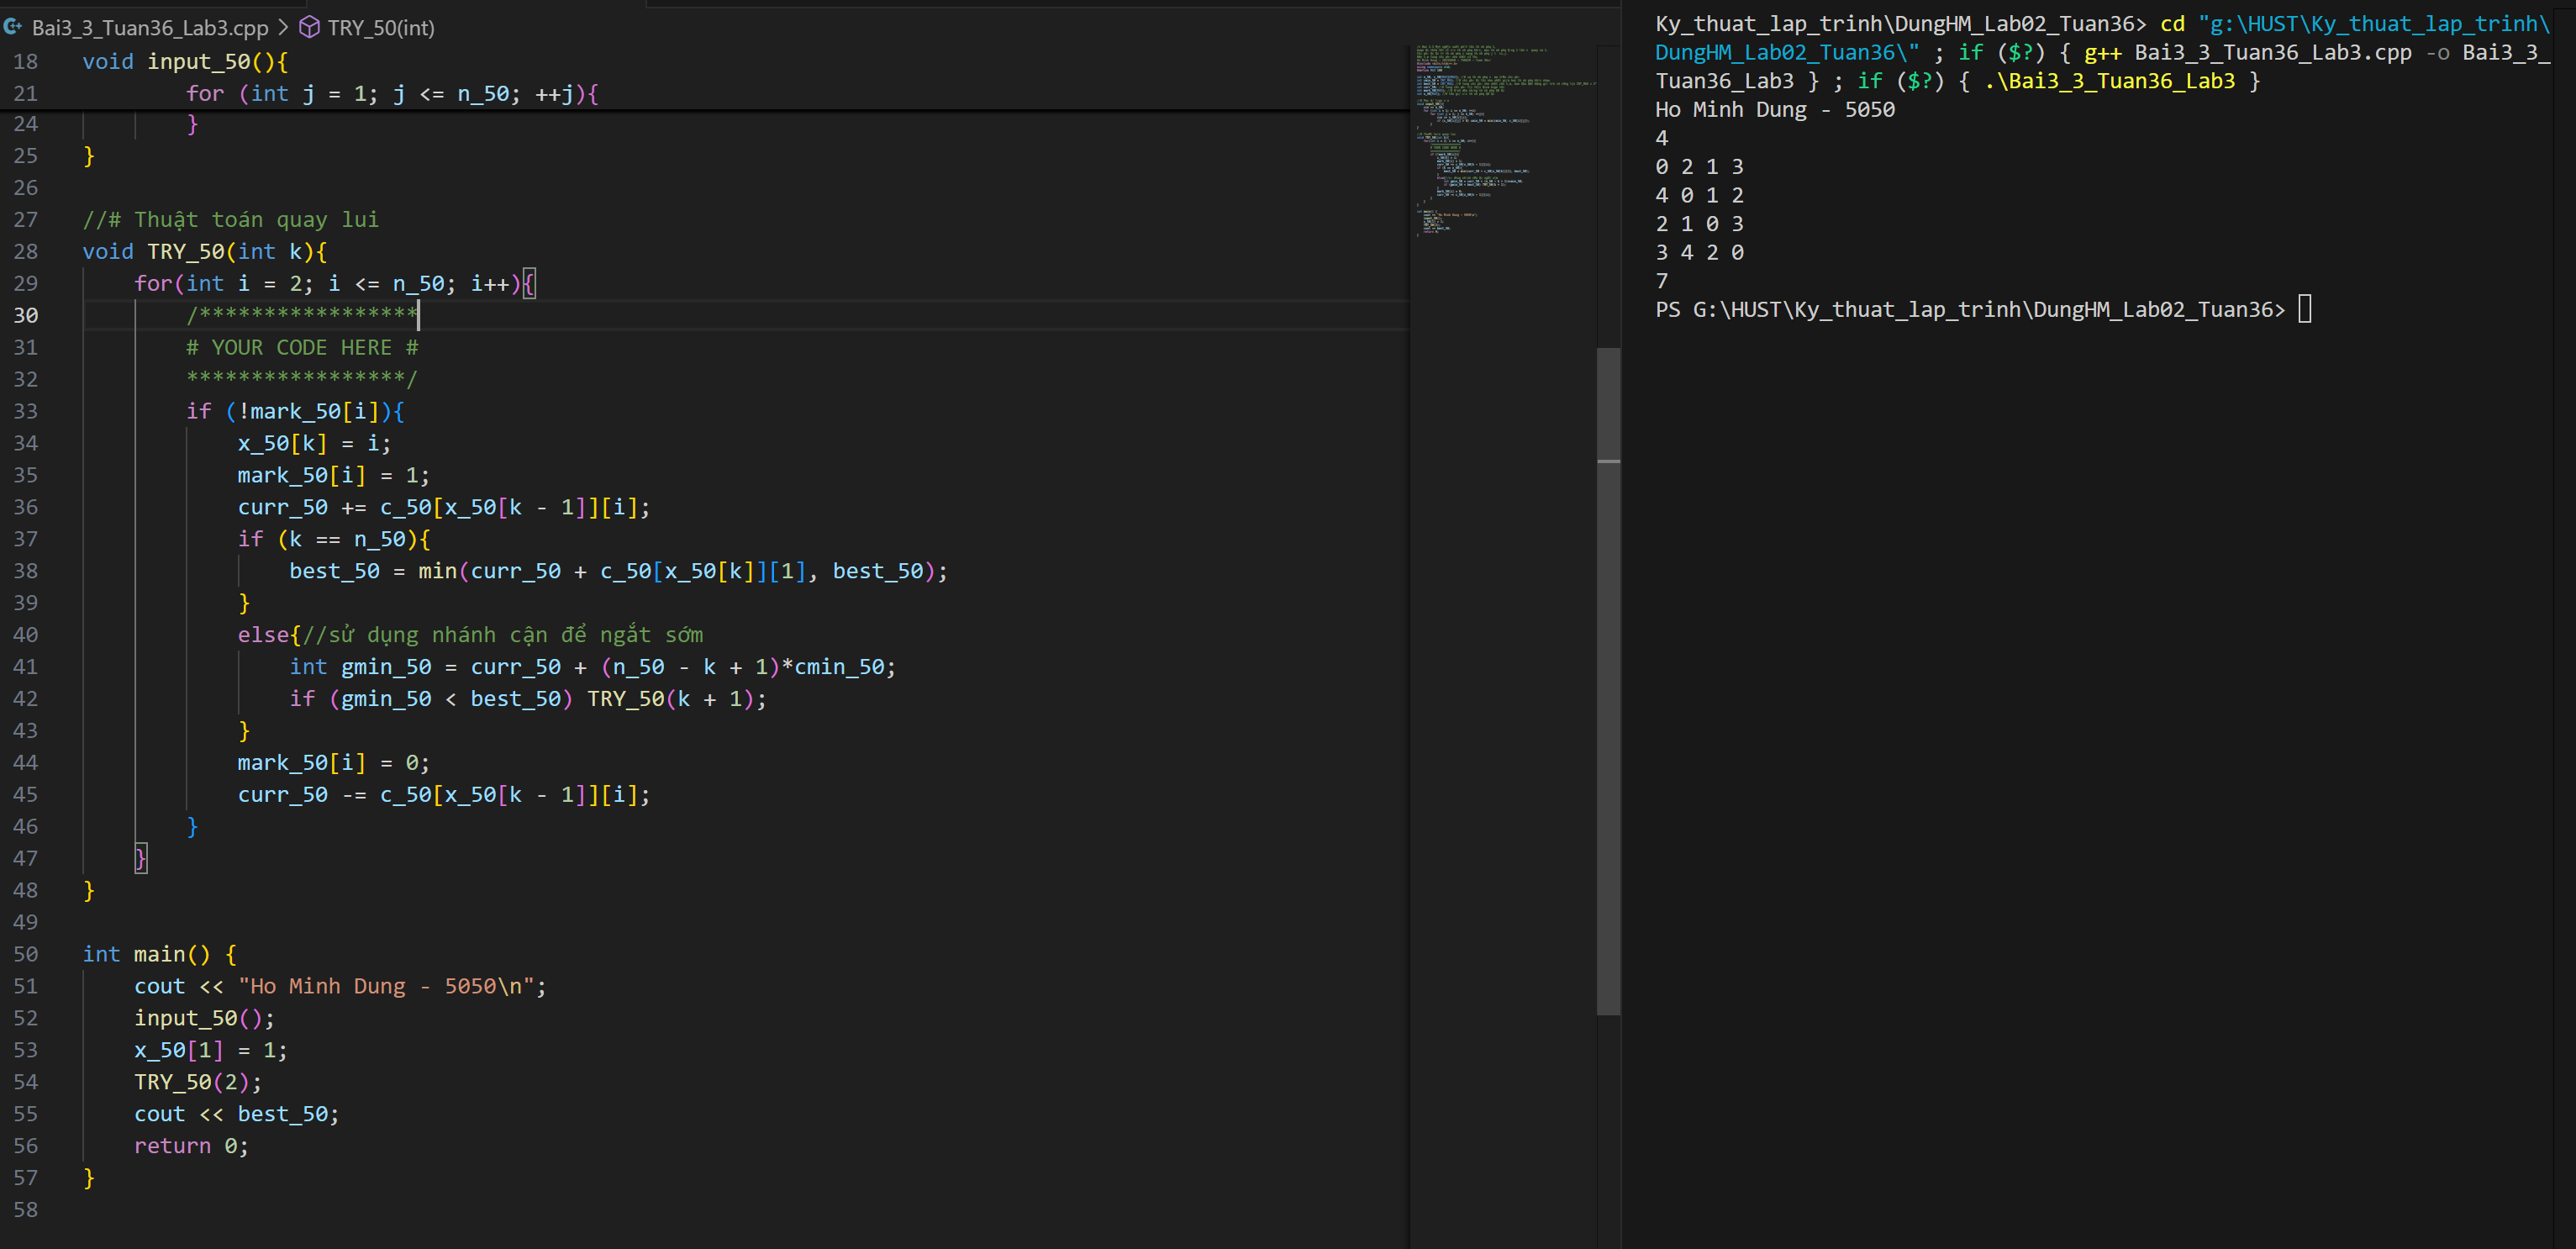 Bai3_3_Tuan36_Lab3.cpp > TRY_50(int)
18 void input_50(){
21 for (int j = 1; j <= n_50; ++j){
24 }
25 }
26
27 //# Thuật toán quay lui
28 void TRY_50(int k){
29 for(int i = 2; i <= n_50; i++){
30 /*****************
31 # YOUR CODE HERE #
32 *****************/
33 if (!mark_50[i]){
34 x_50[k] = i;
35 mark_50[i] = 1;
36 curr_50 += c_50[x_50[k - 1]][i];
37 if (k == n_50){
38 best_50 = min(curr_50 + c_50[x_50[k]][1], best_50);
39 }
40 else{//sử dụng nhánh cận để ngắt sớm
41 int gmin_50 = curr_50 + (n_50 - k + 1)*cmin_50;
42 if (gmin_50 < best_50) TRY_50(k + 1);
43 }
44 mark_50[i] = 0;
45 curr_50 -= c_50[x_50[k - 1]][i];
46 }
47 }
48 }
49
50 int main() {
51 cout << "Ho Minh Dung - 5050\n";
52 input_50();
53 x_50[1] = 1;
54 TRY_50(2);
55 cout << best_50;
56 return 0;
57 }
58
Ky_thuat_lap_trinh\DungHM_Lab02_Tuan36> cd "g:\HUST\Ky_thuat_lap_trinh\
DungHM_Lab02_Tuan36\" ; if ($?) { g++ Bai3_3_Tuan36_Lab3.cpp -o Bai3_3_
Tuan36_Lab3 } ; if ($?) { .\Bai3_3_Tuan36_Lab3 }
Ho Minh Dung - 5050
4
0 2 1 3
4 0 1 2
2 1 0 3
3 4 2 0
7
PS G:\HUST\Ky_thuat_lap_trinh\DungHM_Lab02_Tuan36>